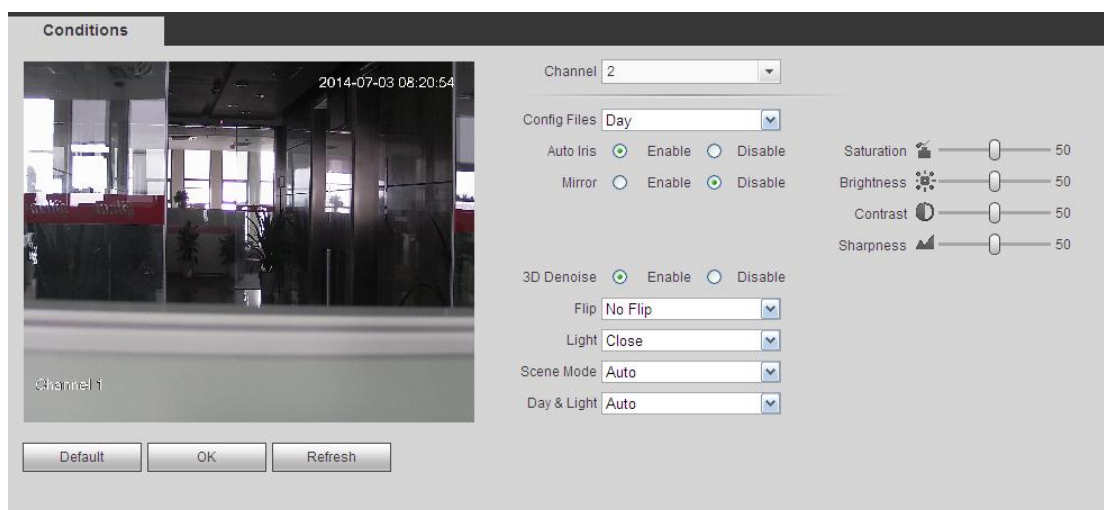 Conditions
2014-07-03 08:20:54
Channel 1
Default
OK
Refresh
Channel 2
Config Files Day
Auto Iris Enable Disable
Mirror Enable Disable
3D Denoise Enable Disable
Flip No Flip
Light Close
Scene Mode Auto
Day & Light Auto
Saturation 50
Brightness 50
Contrast 50
Sharpness 50